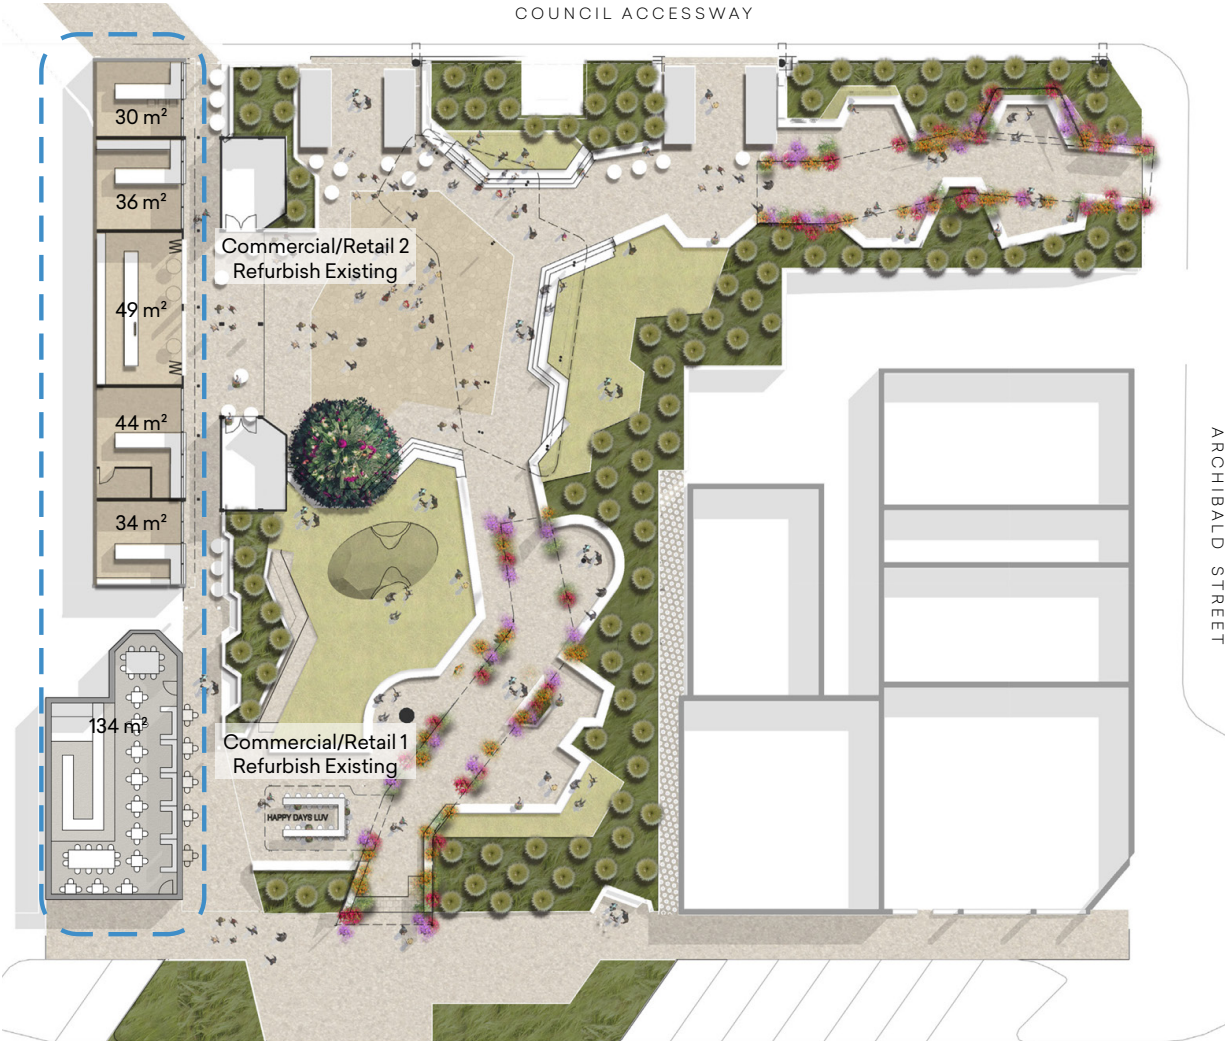 COUNCIL ACCESSWAY
30 m²
36 m²
Commercial/Retail 2
Refurbish Existing
49 m²
44 m²
34 m²
ARCHIBALD STREET
134 m²
Commercial/Retail 1
Refurbish Existing
HAPPY DAYS LUV